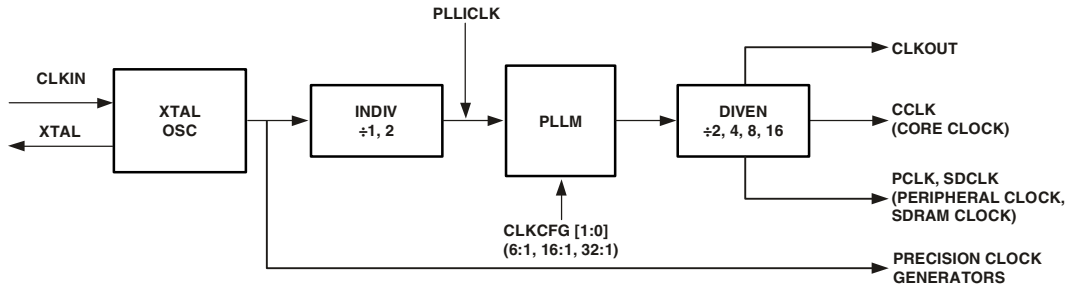 PLLICLK
CLKIN
XTAL
XTAL
OSC
INDIV
÷1, 2
PLLM
DIVEN
÷2, 4, 8, 16
CLKOUT
CCLK
(CORE CLOCK)
PCLK, SDCLK
(PERIPHERAL CLOCK,
SDRAM CLOCK)
CLKCFG [1:0]
(6:1, 16:1, 32:1)
PRECISION CLOCK
GENERATORS